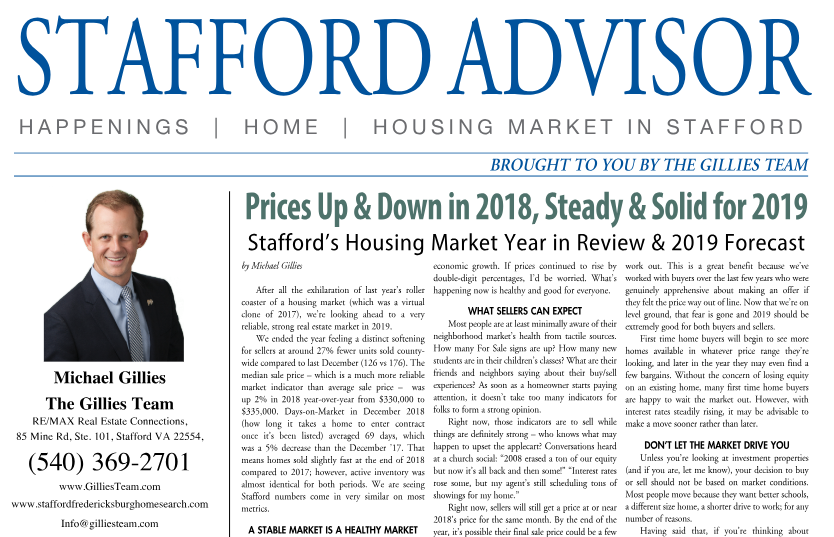 STAFFORD ADVISOR
HAPPENINGS | HOME | HOUSING MARKET IN STAFFORD
BROUGHT TO YOU BY THE GILLIES TEAM
Michael Gillies
The Gillies Team
RE/MAX Real Estate Connections,
85 Mine Rd, Ste. 101, Stafford VA 22554,
(540) 369-2701
www.GilliesTeam.com
www.staffordfredericksburghomesearch.com
Info@gilliesteam.com
Prices Up & Down in 2018, Steady & Solid for 2019
Stafford's Housing Market Year in Review & 2019 Forecast
by Michael Gillies
After all the exhilaration of last year's roller
coaster of a housing market (which was a virtual
clone of 2017), we're looking ahead to a very
reliable, strong real estate market in 2019.
We ended the year feeling a distinct softening
for sellers at around 27% fewer units sold county-
wide compared to last December (126 vs 176). The
median sale price – which is a much more reliable
market indicator than average sale price – was
up 2% in 2018 year-over-year from $330,000 to
$335,000. Days-on-Market in December 2018
(how long it takes a home to enter contract
once it's been listed) averaged 69 days, which
was a 5% decrease than the December '17. That
means homes sold slightly fast at the end of 2018
compared to 2017; however, active inventory was
almost identical for both periods. We are seeing
Stafford numbers come in very similar on most
metrics.
A STABLE MARKET IS A HEALTHY MARKET
economic growth. If prices continued to rise by
double-digit percentages, I'd be worried. What's
happening now is healthy and good for everyone.
WHAT SELLERS CAN EXPECT
Most people are at least minimally aware of their
neighborhood market's health from tactile sources.
How many For Sale signs are up? How many new
students are in their children's classes? What are their
friends and neighbors saying about their buy/sell
experiences? As soon as a homeowner starts paying
attention, it doesn't take too many indicators for
folks to form a strong opinion.
Right now, those indicators are to sell while
things are definitely strong – who knows what may
happen to upset the applecart? Conversations heard
at a church social: "2008 erased a ton of our equity
but now it's all back and then some!" "Interest rates
rose some, but my agent's still scheduling tons of
showings for my home."
Right now, sellers will still get a price at or near
2018's price for the same month. By the end of the
year, it's possible their final sale price could be a few
work out. This is a great benefit because we've
worked with buyers over the last few years who were
genuinely apprehensive about making an offer if
they felt the price way out of line. Now that we're on
level ground, that fear is gone and 2019 should be
extremely good for both buyers and sellers.
First time home buyers will begin to see more
homes available in whatever price range they're
looking, and later in the year they may even find a
few bargains. Without the concern of losing equity
on an existing home, many first time home buyers
are happy to wait the market out. However, with
interest rates steadily rising, it may be advisable to
make a move sooner rather than later.
DON'T LET THE MARKET DRIVE YOU
Unless you're looking at investment properties
(and if you are, let me know), your decision to buy
or sell should not be based on market conditions.
Most people move because they want better schools,
a different size home, a shorter drive to work; for any
number of reasons.
Having said that, if you're thinking about